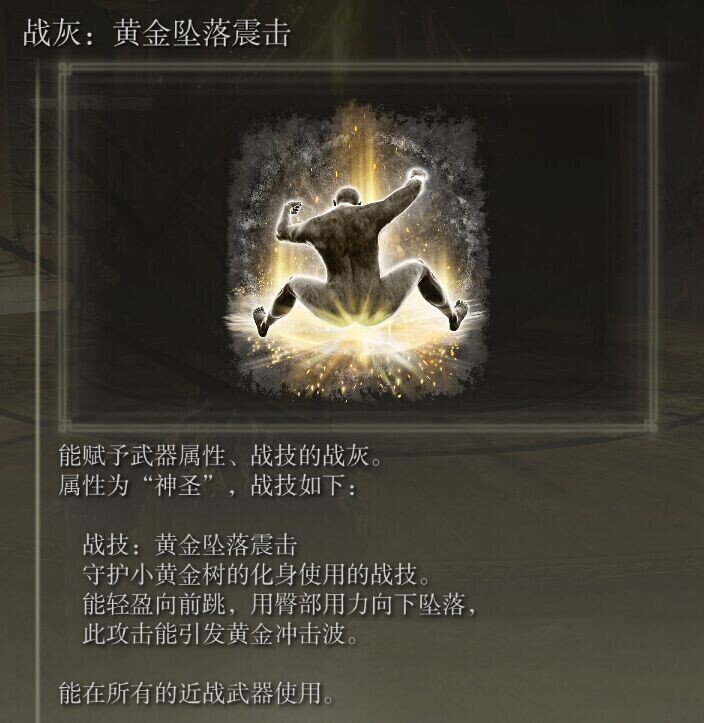 战灰：黄金坠落震击
能赋予武器属性、战技的战灰。
属性为“神圣”，战技如下：
战技：黄金坠落震击
守护小黄金树的化身使用的战技。
能轻盈向前跳，用臀部用力向下坠落，
此攻击能引发黄金冲击波。
能在所有的近战武器使用。